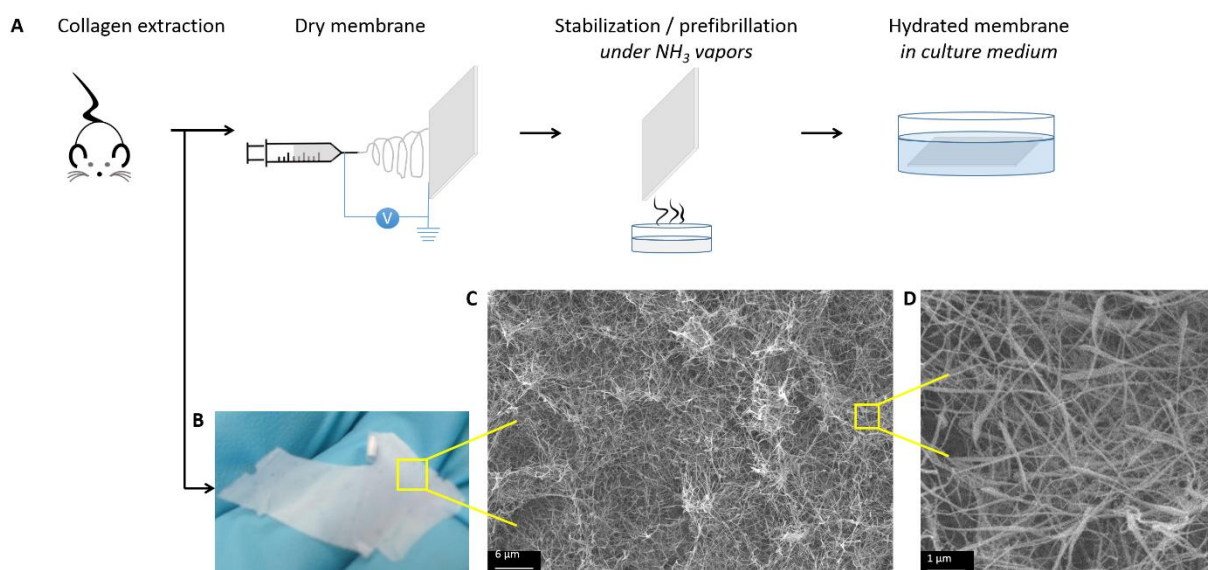 A
Collagen extraction
Dry membrane
Stabilization / prefibrillation
under NH₃ vapors
Hydrated membrane
in culture medium
V
B
C
D
6 µm
1 µm